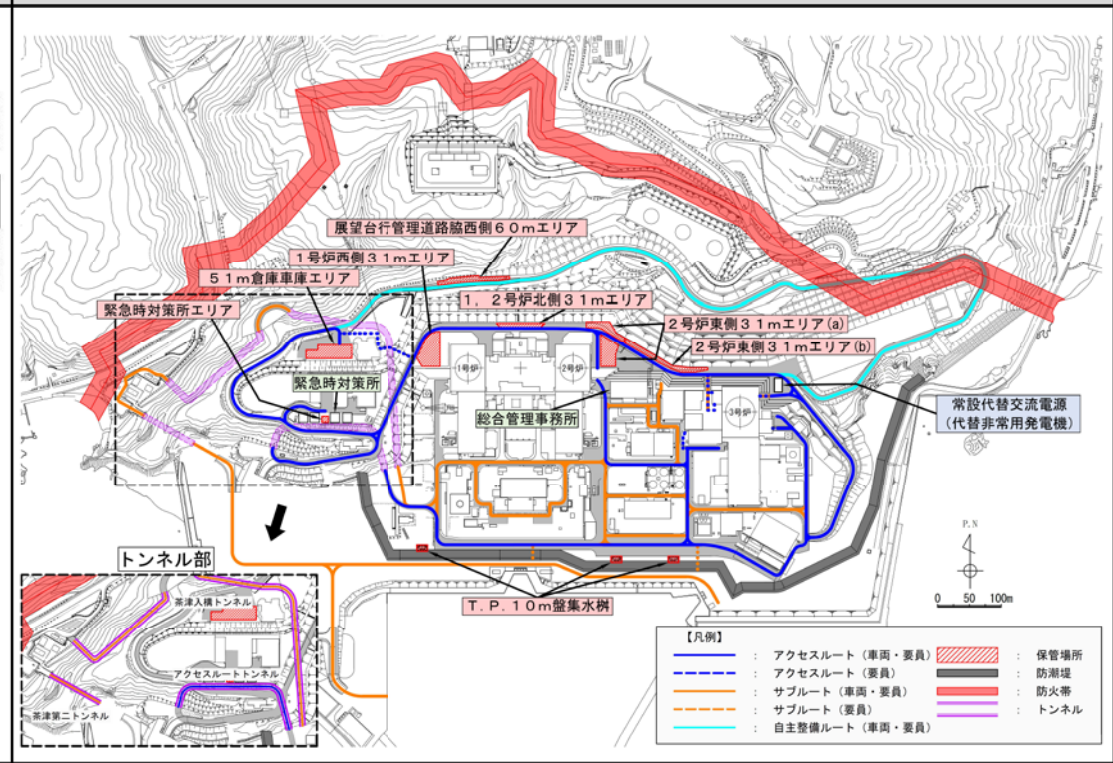 展望台行管理道路脇西側60mエリア
1号炉西側31mエリア
51m倉庫車庫エリア
1,2号炉北側31mエリア
緊急時対策所エリア
2号炉東側31mエリア(a)
2号炉東側31mエリア(b)
1号炉
2号炉
緊急時対策所
総合管理事務所
3号炉
常設代替交流電源
(代替非常用発電機)
トンネル部
P.N
茶津入構トンネル
T.P.10m盤集水桝
0 50 100m
アクセスルートトンネル
茶津第二トンネル
【凡例】
: アクセスルート(車両・要員)
: 保管場所
: アクセスルート(要員)
: 防潮堤
: サブルート(車両・要員)
: 防火帯
: サブルート(要員)
: トンネル
: 自主整備ルート(車両・要員)